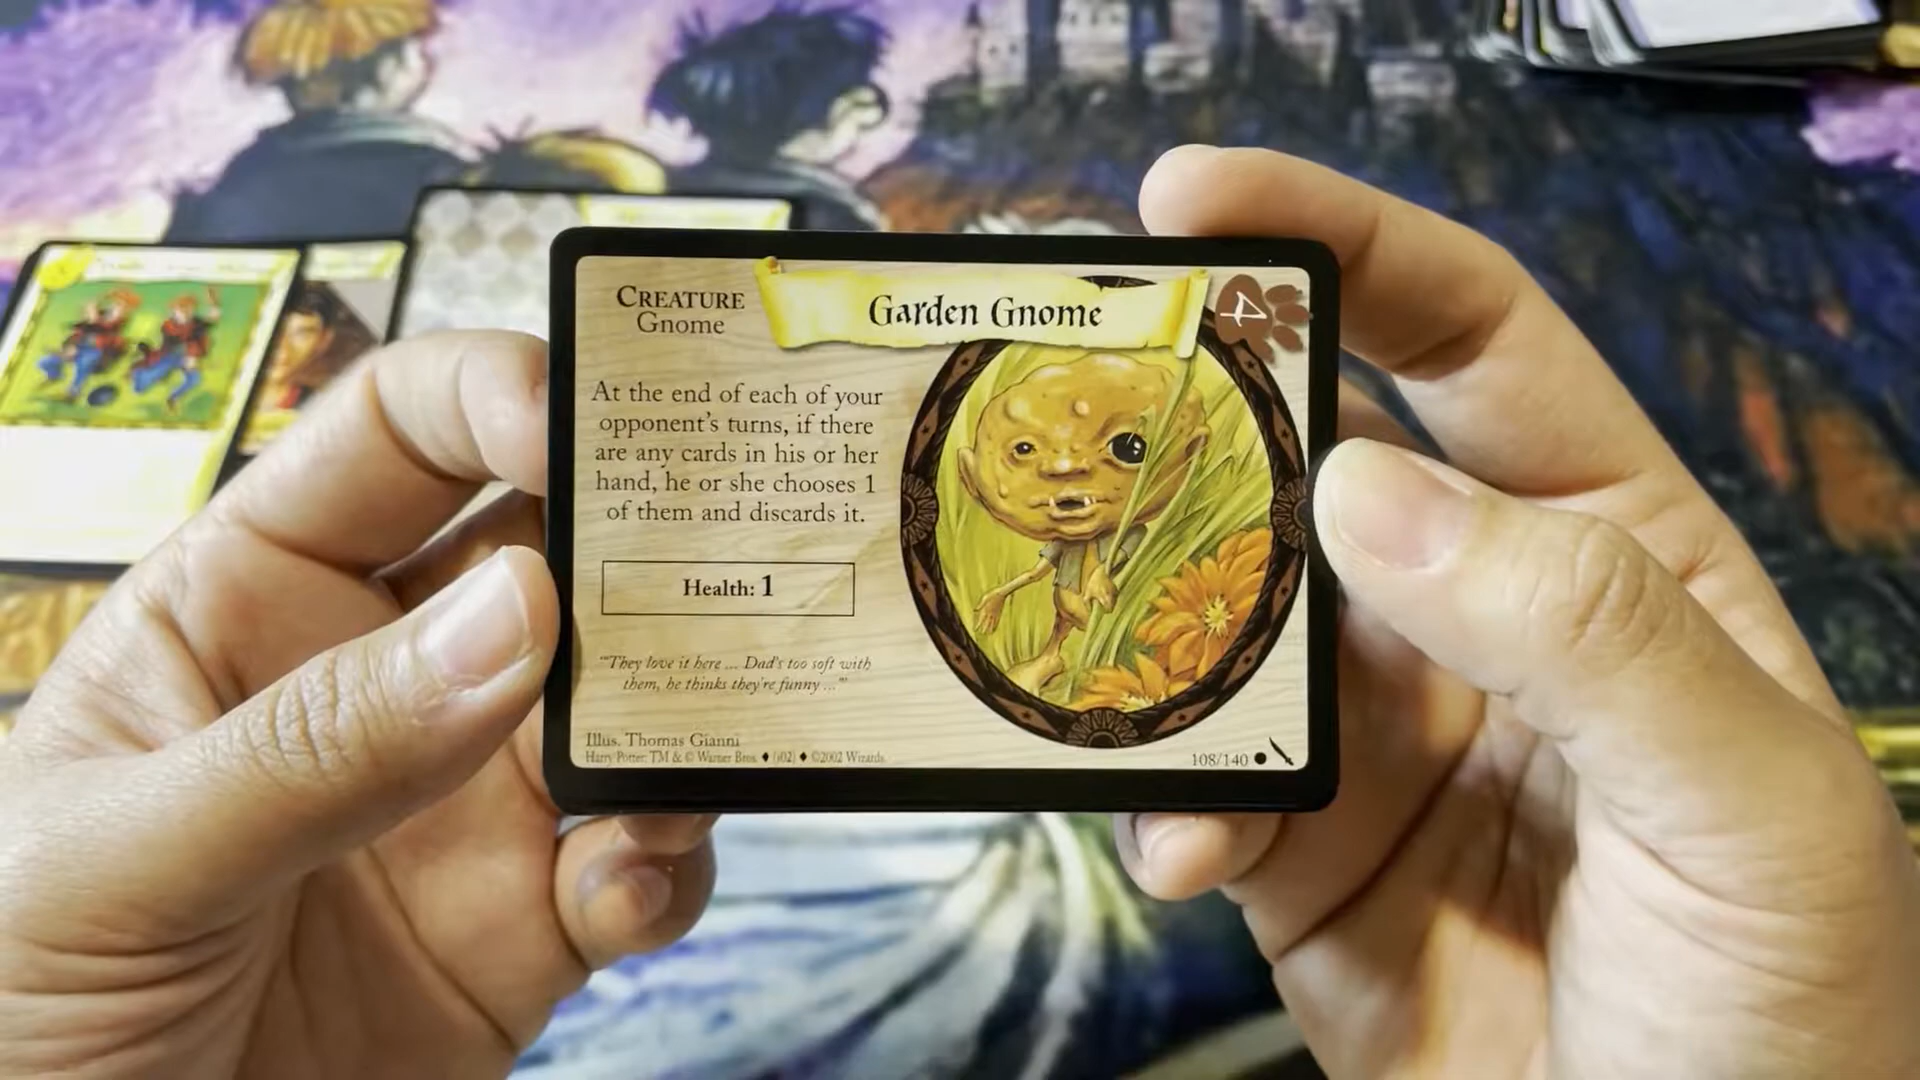 CREATURE
Gnome
Garden Gnome
4
At the end of each of your
opponent's turns, if there
are any cards in his or her
hand, he or she chooses 1
of them and discards it.
Health: 1
"'They love it here ... Dad's too soft with
them, he thinks they're funny ...'"
Illus. Thomas Gianni
Harry Potter: TM & © Warner Bros. ♦ (s02) ♦ ©2002 Wizards
108/140